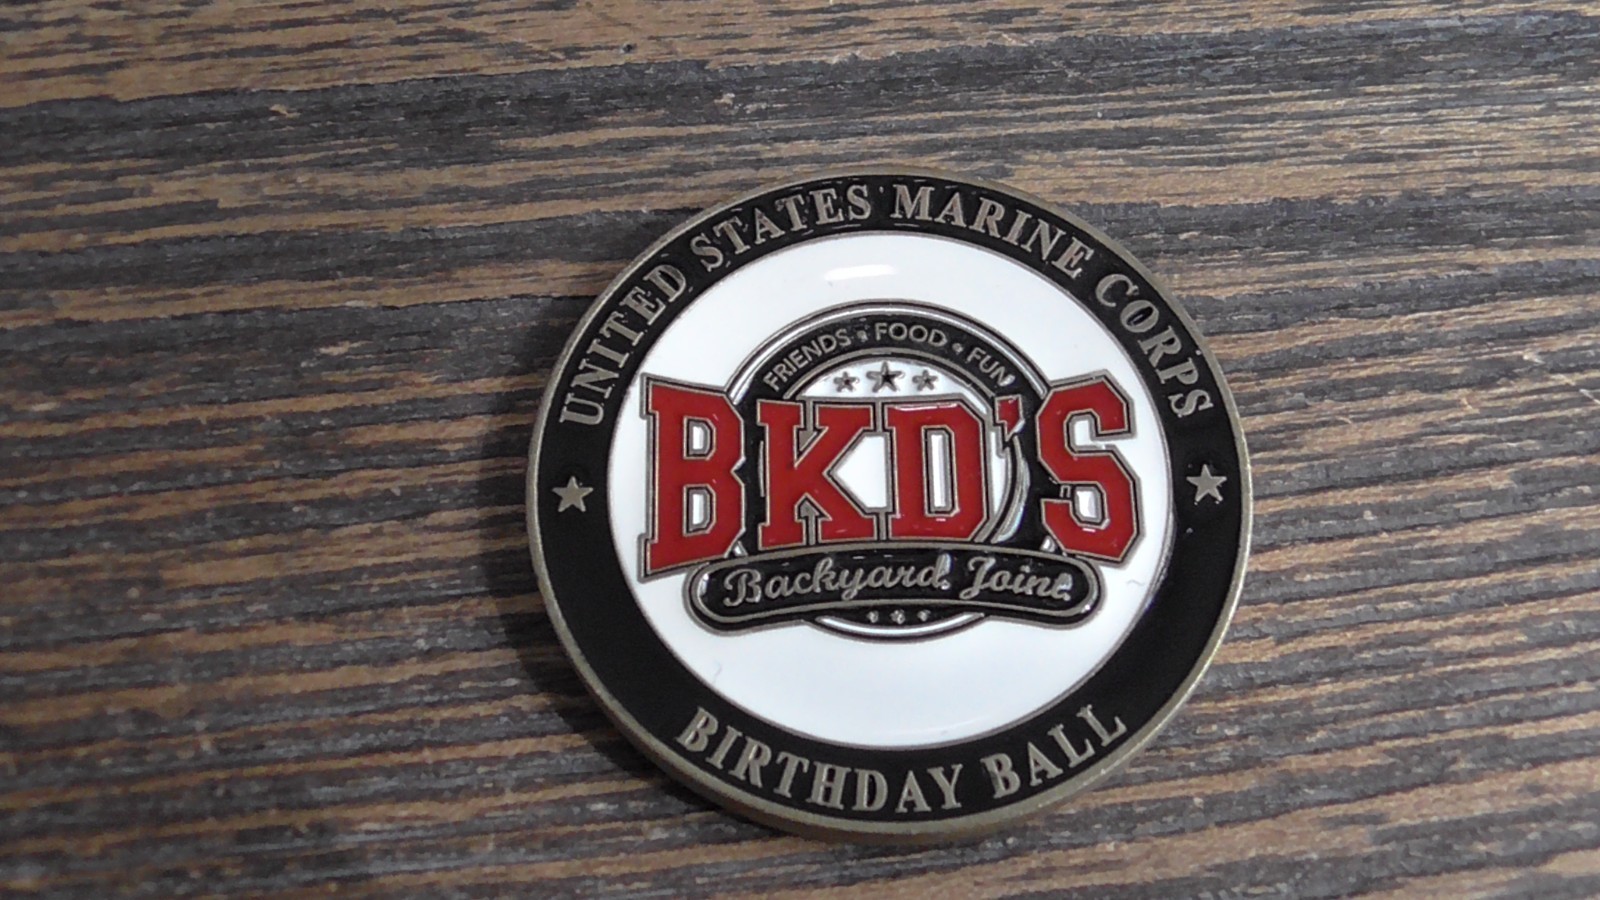 UNITED STATES MARINE CORPS
FRIENDS • FOOD • FUN
BKD'S
Backyard Joint
BIRTHDAY BALL